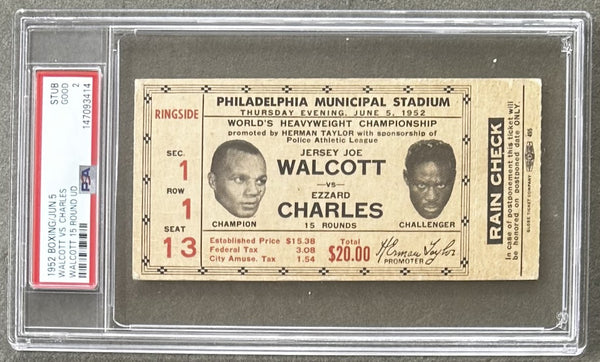 1952 BOXING/JUN 5
WALCOTT VS. CHARLES
WALCOTT 15 ROUND UD
STUB
GOOD
2
147093414
PSA
PHILADELPHIA MUNICIPAL STADIUM
THURSDAY EVENING, JUNE 5, 1952
WORLD'S HEAVYWEIGHT CHAMPIONSHIP
promoted by HERMAN TAYLOR with sponsorship of
Police Athletic League
RINGSIDE
SEC.
1
ROW
1
SEAT
13
JERSEY JOE
WALCOTT
-VS-
EZZARD
CHARLES
15 ROUNDS
CHAMPION
CHALLENGER
Established Price $15.38
Federal Tax 3.08
City Amuse. Tax 1.54
Total
$20.00
Herman Taylor
PROMOTER
RAIN CHECK
In case of postponement this ticket will
be honored on postponed date ONLY.
GLOBE TICKET COMPANY